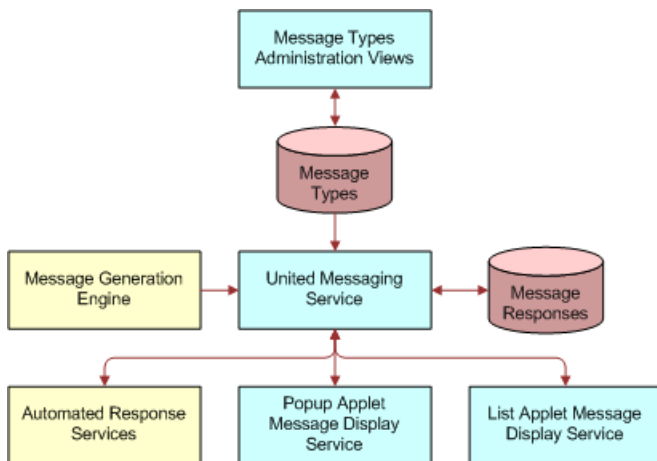 Message Types
Administration Views
Message
Types
Message Generation
Engine
United Messaging
Service
Message
Responses
Automated Response
Services
Popup Applet
Message Display
Service
List Applet Message
Display Service